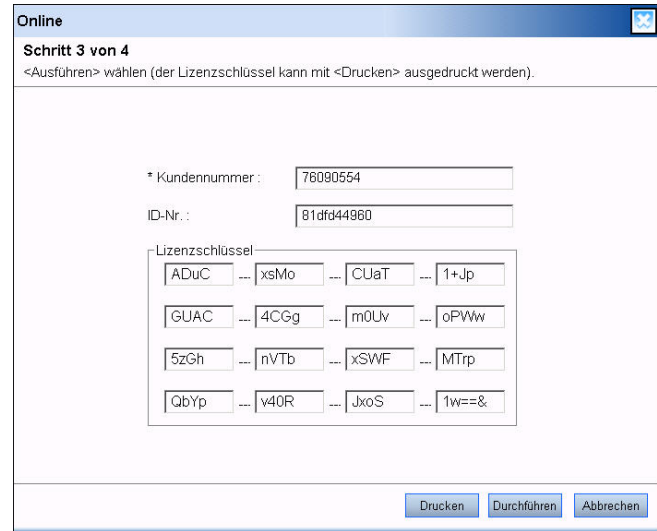 Online
Schritt 3 von 4
<Ausführen> wählen (der Lizenzschlüssel kann mit <Drucken> ausgedruckt werden).
* Kundennummer : 76090554
ID-Nr. : 81dfd44960
Lizenzschlüssel
ADuC --- xsMo --- CUaT --- 1+Jp
GUAC --- 4CGg --- m0Uv --- oPWw
5zGh --- nVTb --- xSWF --- MTrp
QbYp --- v40R --- JxoS --- 1w==&
Drucken Durchführen Abbrechen